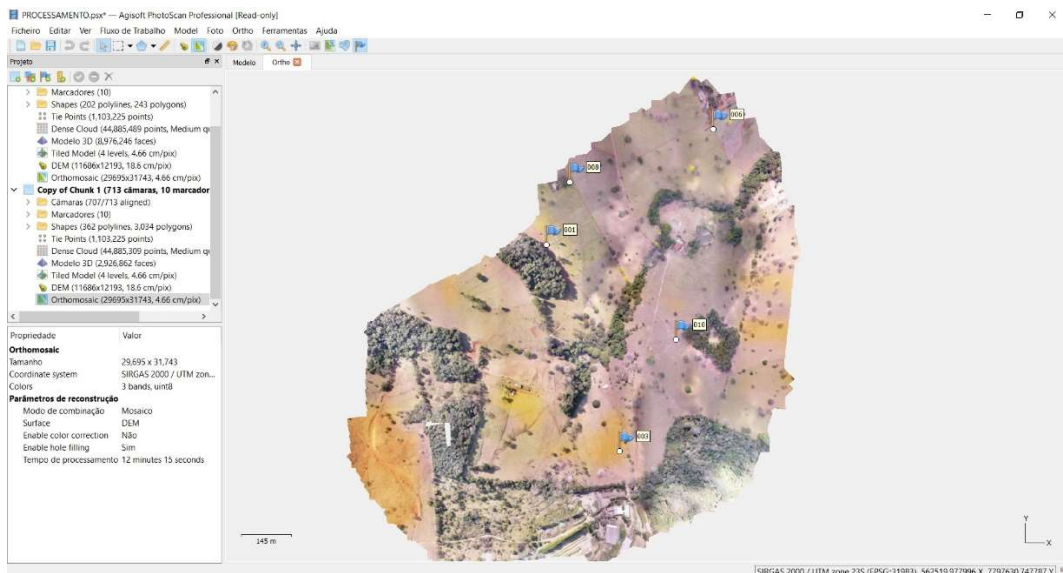 PROCESSAMENTO.psx* — Agisoft PhotoScan Professional [Read-only]
Ficheiro Editar Ver Fluxo de Trabalho Model Foto Ortho Ferramentas Ajuda
Projeto
Modelo Ortho
Marcadores (10)
Shapes (202 polylines, 243 polygons)
Tie Points (1,103,225 points)
Dense Cloud (44,885,489 points, Medium qu
Modelo 3D (8,976,246 faces)
Tiled Model (4 levels, 4.66 cm/pix)
DEM (11686x12193, 18.6 cm/pix)
Orthomosaic (29695x31743, 4.66 cm/pix)
Copy of Chunk 1 (713 câmaras, 10 marcador
Câmaras (707/713 aligned)
Marcadores (10)
Shapes (362 polylines, 3,034 polygons)
Tie Points (1,103,225 points)
Dense Cloud (44,885,309 points, Medium qu
Modelo 3D (2,926,862 faces)
Tiled Model (4 levels, 4.66 cm/pix)
DEM (11686x12193, 18.6 cm/pix)
Orthomosaic (29695x31743, 4.66 cm/pix)
Propriedade Valor
Orthomosaic
Tamanho 29,695 x 31,743
Coordinate system SIRGAS 2000 / UTM zon...
Colors 3 bands, uint8
Parâmetros de reconstrução
Modo de combinação Mosaico
Surface DEM
Enable color correction Não
Enable hole filling Sim
Tempo de processamento 12 minutes 15 seconds
006
008
001
010
003
145 m
Y
X
SIRGAS 2000 / UTM zone 23S (EPSG:31983) 562519.977996 X 7797630.747787 Y